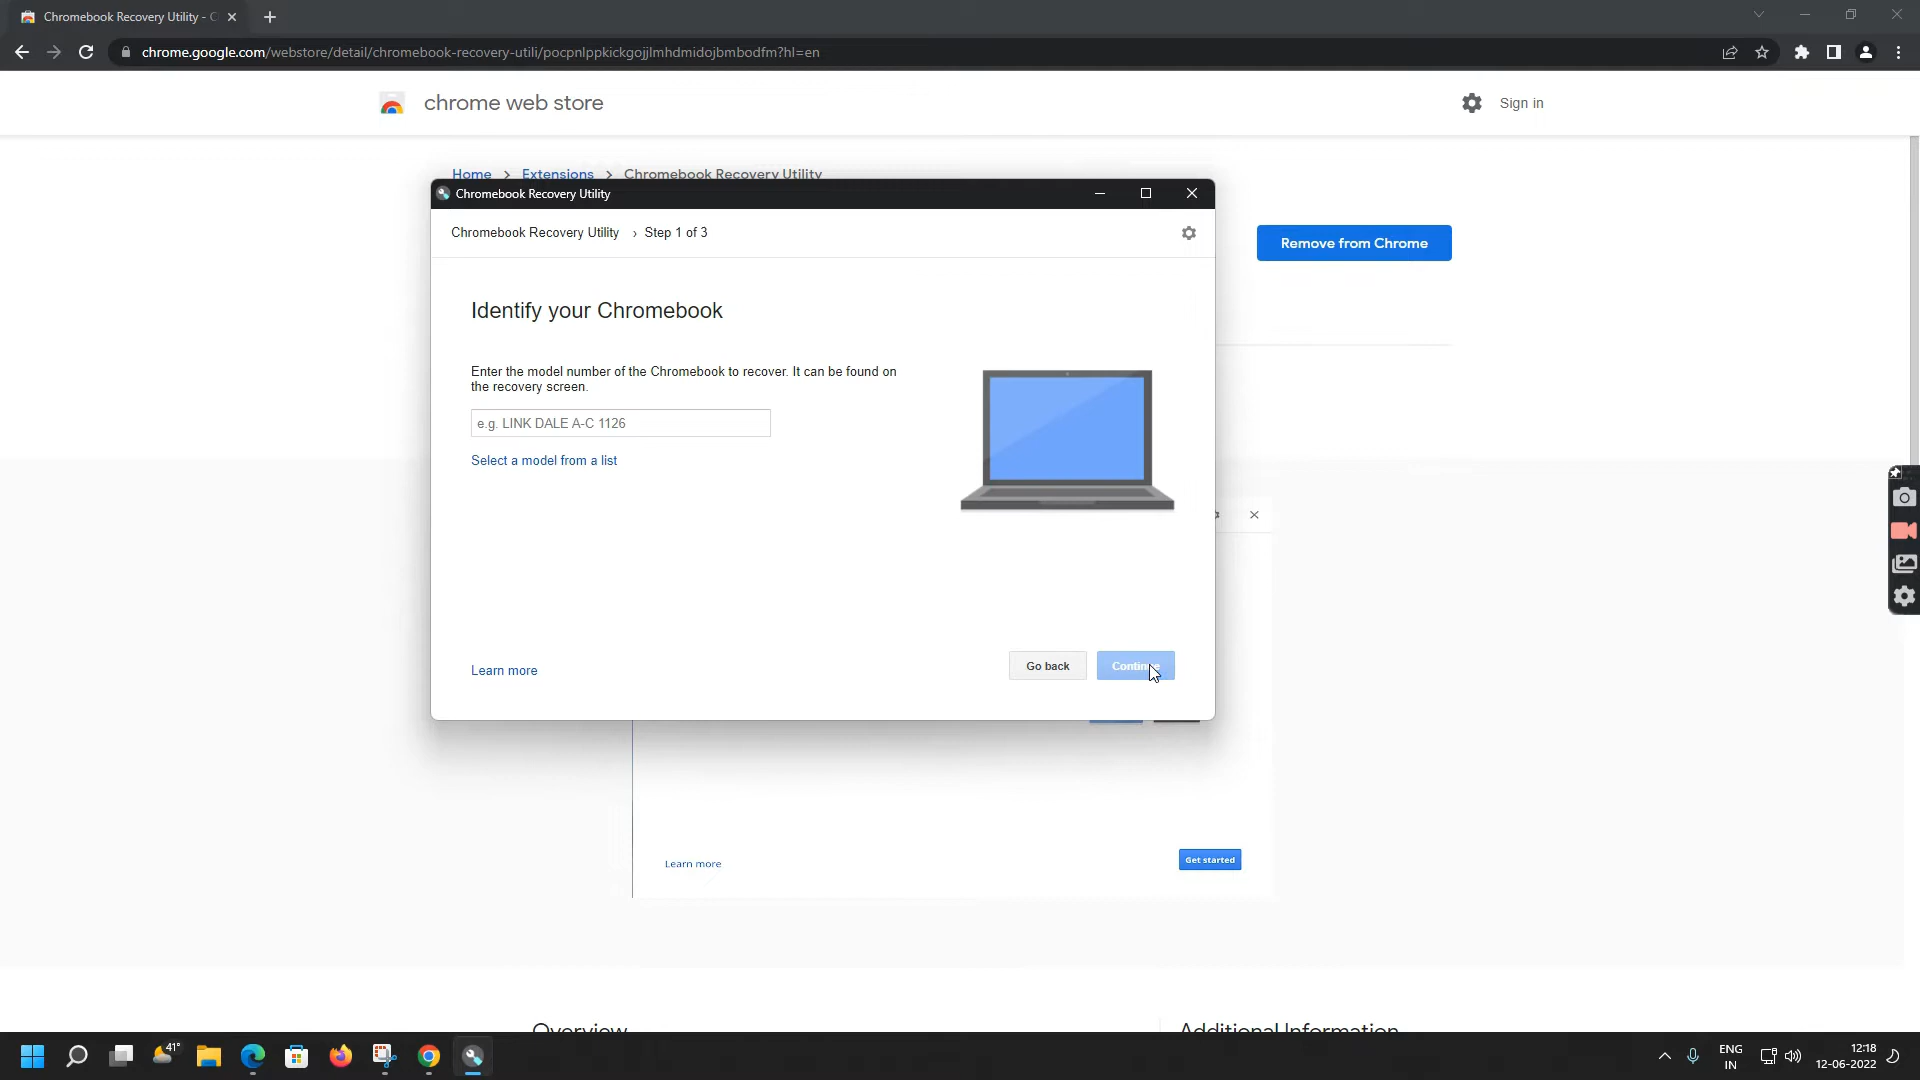 Chromebook Recovery Utility - C
chrome.google.com/webstore/detail/chromebook-recovery-utili/pocpnlppkickgojjlmhdmidojbmbodfm?hl=en
chrome web store
Sign in
Home > Extensions > Chromebook Recovery Utility
Chromebook Recovery Utility
Chromebook Recovery Utility › Step 1 of 3
Remove from Chrome
Identify your Chromebook
Enter the model number of the Chromebook to recover. It can be found on
the recovery screen.
e.g. LINK DALE A-C 1126
Select a model from a list
Learn more
Go back
Continue
Learn more
Get started
Overview
Additional Information
41°
ENG
IN
12:18
12-06-2022